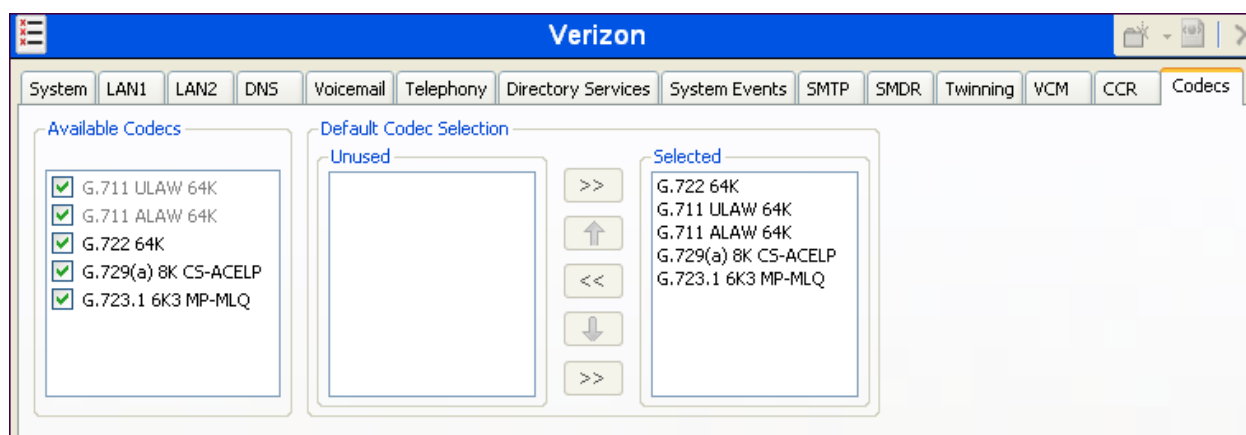 Verizon
System LAN1 LAN2 DNS Voicemail Telephony Directory Services System Events SMTP SMDR Twinning VCM CCR Codecs
Available Codecs
G.711 ULAW 64K
G.711 ALAW 64K
G.722 64K
G.729(a) 8K CS-ACELP
G.723.1 6K3 MP-MLQ
Default Codec Selection
Unused
>>
<<
>>
Selected
G.722 64K
G.711 ULAW 64K
G.711 ALAW 64K
G.729(a) 8K CS-ACELP
G.723.1 6K3 MP-MLQ